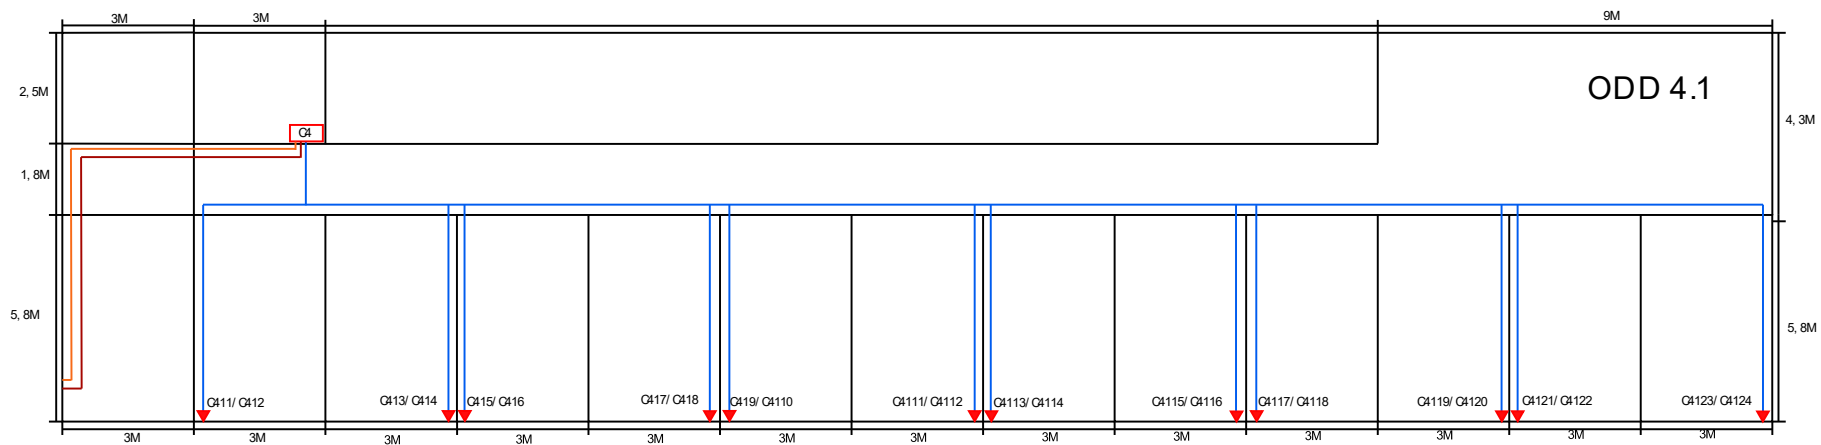 3M
3M
9M
ODD 4.1
2,5M
4,3M
C4
1,8M
5,8M
5,8M
C411/ C412
C413/ C414
C415/ C416
C417/ C418
C419/ C4110
C4111/ C4112
C4113/ C4114
C4115/ C4116
C4117/ C4118
C4119/ C4120
C4121/ C4122
C4123/ C4124
3M
3M
3M
3M
3M
3M
3M
3M
3M
3M
3M
3M
3M